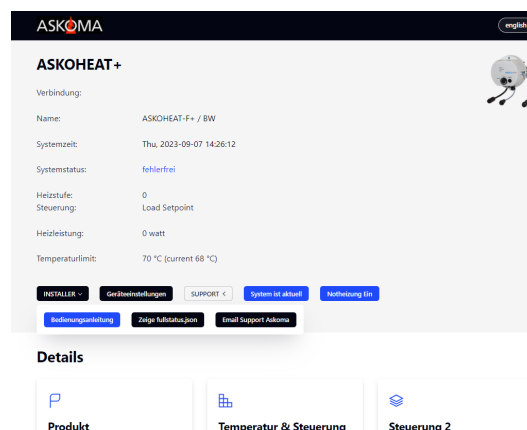 ASKOMA
english
ASKOHEAT+
Verbindung:
Name: ASKOHEAT-F+ / BW
Systemzeit: Thu, 2023-09-07 14:26:12
Systemstatus: fehlerfrei
Heizstufe: 0
Steuerung: Load Setpoint
Heizleistung: 0 watt
Temperaturlimit: 70 °C (current 68 °C)
INSTALLER Geräteeinstellungen SUPPORT System ist aktuell Notheizung Ein
Bedienungsanleitung Zeige fullstatus.json Email Support Askoma
Details
Produkt Temperatur & Steuerung Steuerung 2